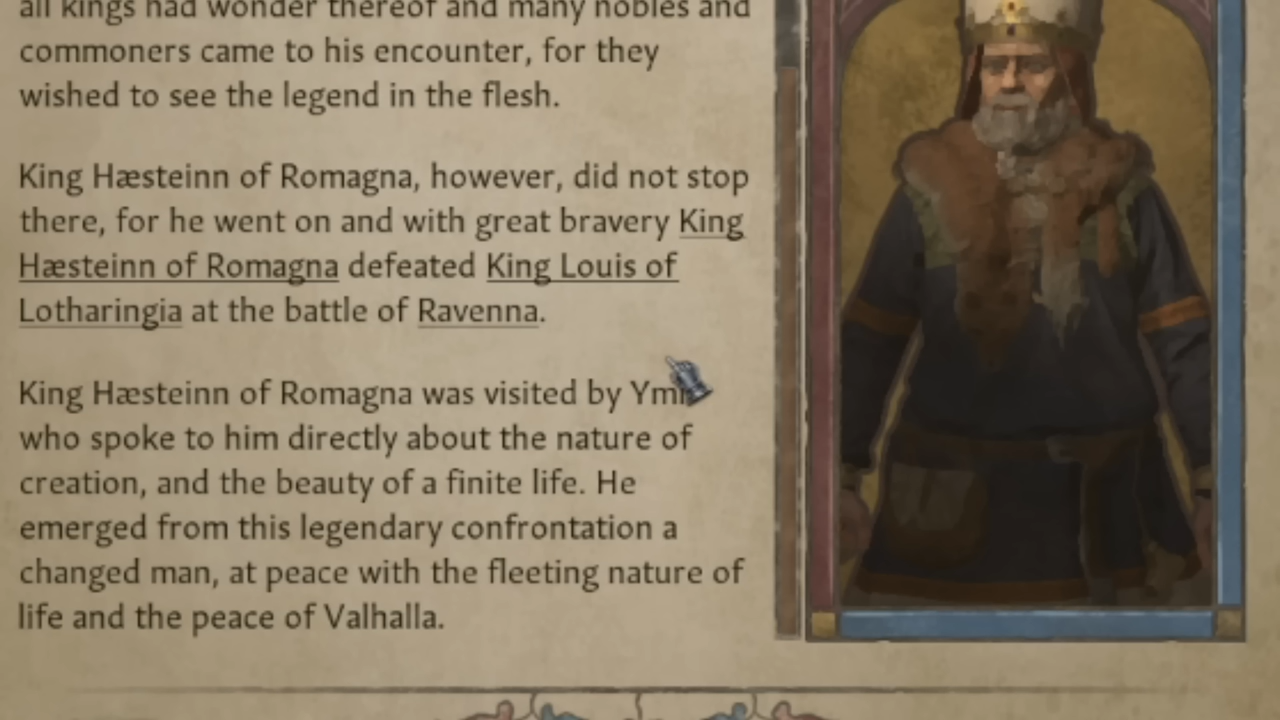 all kings had wonder thereof and many nobles and
commoners came to his encounter, for they
wished to see the legend in the flesh.
King Hæsteinn of Romagna, however, did not stop
there, for he went on and with great bravery King
Hæsteinn of Romagna defeated King Louis of
Lotharingia at the battle of Ravenna.
King Hæsteinn of Romagna was visited by
who spoke to him directly about the nature of
creation, and the beauty of a finite life. He
emerged from this legendary confrontation a
changed man, at peace with the fleeting nature of
life and the peace of Valhalla.